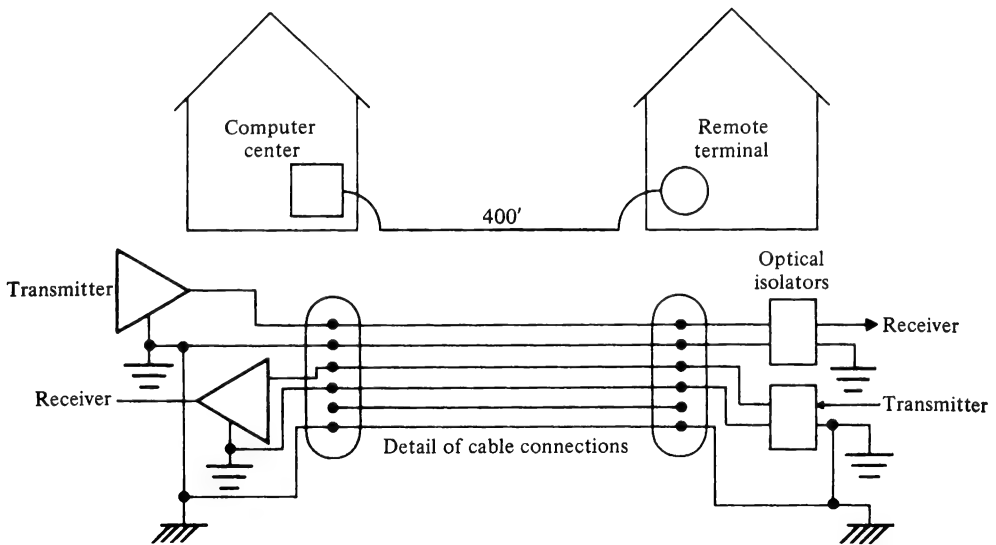 Computer
center
Remote
terminal
400'
Optical
isolators
Transmitter
Receiver
Receiver
Transmitter
Detail of cable connections